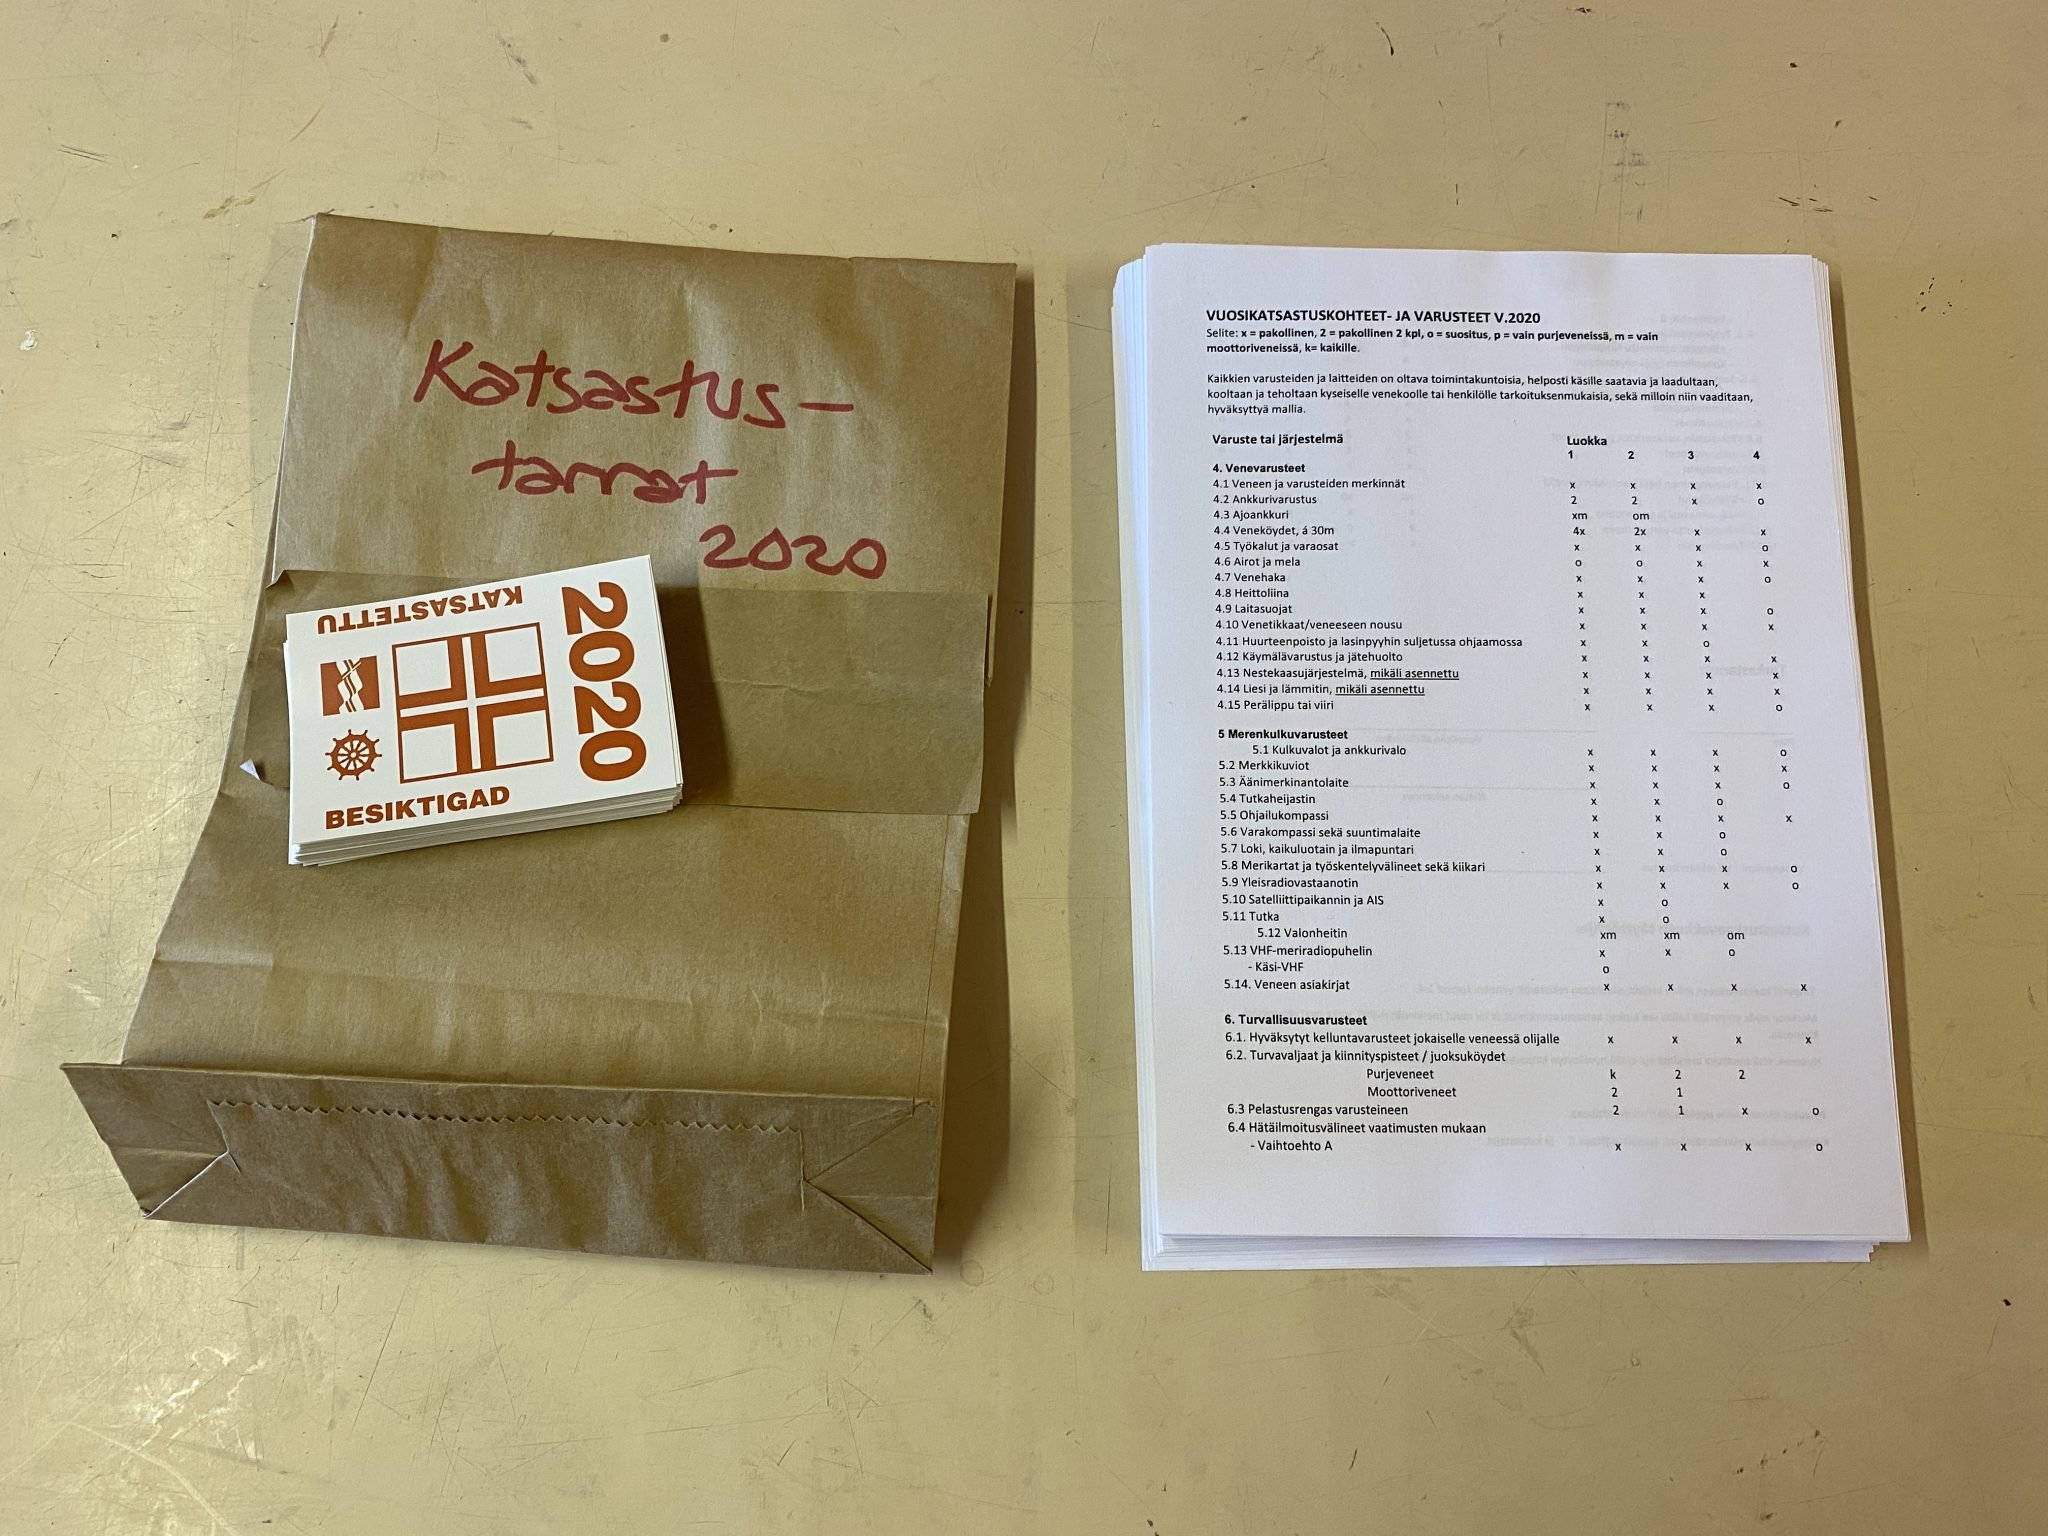 Katsastus-
tarrat
2020
KATSASTETTU
2020
BESIKTIGAD
VUOSIKATSASTUSKOHTEET- JA VARUSTEET V.2020
Selite: x = pakollinen, 2 = pakollinen 2 kpl, o = suositus, p = vain purjeveneissä, m = vain
moottoriveneissä, k= kaikille.
Kaikkien varusteiden ja laitteiden on oltava toimintakuntoisia, helposti käsille saatavia ja laadultaan,
kooltaan ja teholtaan kyseiselle venekoolle tai henkilölle tarkoituksenmukaisia, sekä milloin niin vaaditaan,
hyväksyttyä mallia.
Varuste tai järjestelmä Luokka
1 2 3 4
4. Venevarusteet
4.1 Veneen ja varusteiden merkinnät x x x x
4.2 Ankkurivarustus 2 2 x o
4.3 Ajoankkuri xm om
4.4 Veneköydet, á 30m 4x 2x x x
4.5 Työkalut ja varaosat x x x o
4.6 Airot ja mela o o x x
4.7 Venehaka x x x o
4.8 Heittoliina x x x
4.9 Laitasuojat x x x o
4.10 Venetikkaat/veneeseen nousu x x x x
4.11 Huurteenpoisto ja lasinpyyhin suljetussa ohjaamossa x x o
4.12 Käymälävarustus ja jätehuolto x x x x
4.13 Nestekaasujärjestelmä, mikäli asennettu x x x x
4.14 Liesi ja lämmitin, mikäli asennettu x x x x
4.15 Perälippu tai viiri x x x o
5 Merenkulkuvarusteet
5.1 Kulkuvalot ja ankkurivalo x x x o
5.2 Merkkikuviot x x x x
5.3 Äänimerkinantolaite x x x o
5.4 Tutkaheijastin x x o
5.5 Ohjailukompassi x x x x
5.6 Varakompassi sekä suuntimalaite x x o
5.7 Loki, kaikuluotain ja ilmapuntari x x o
5.8 Merikartat ja työskentelyvälineet sekä kiikari x x x o
5.9 Yleisradiovastaanotin x x x o
5.10 Satelliittipaikannin ja AIS x o
5.11 Tutka x o
5.12 Valonheitin xm xm om
5.13 VHF-meriradiopuhelin x x o
- Käsi-VHF o
5.14. Veneen asiakirjat x x x x
6. Turvallisuusvarusteet
6.1. Hyväksytyt kelluntavarusteet jokaiselle veneessä olijalle x x x x
6.2. Turvavaljaat ja kiinnityspisteet / juoksuköydet
Purjeveneet k 2 2
Moottoriveneet 2 1
6.3 Pelastusrengas varusteineen 2 1 x o
6.4 Hätäilmoitusvälineet vaatimusten mukaan
- Vaihtoehto A x x x o